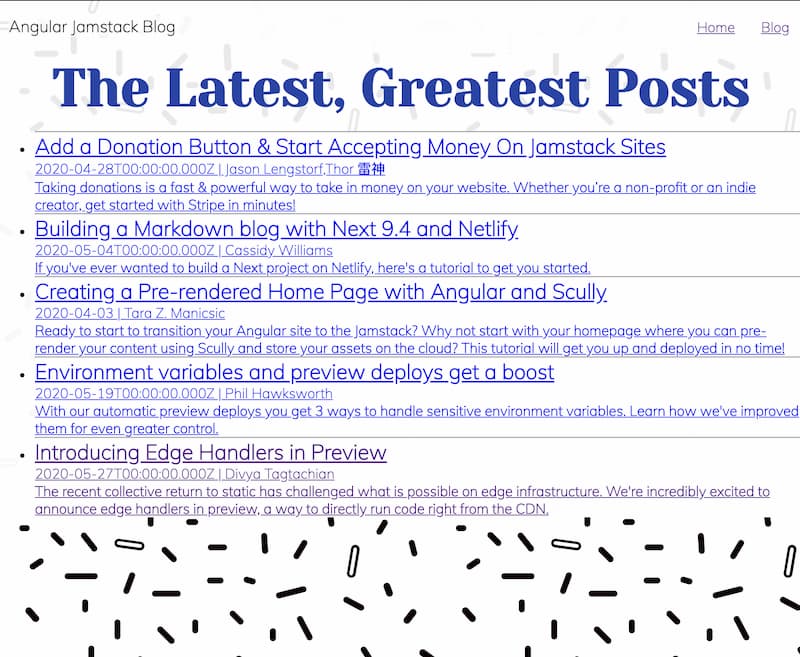 Angular Jamstack Blog
Home Blog
The Latest, Greatest Posts
Add a Donation Button & Start Accepting Money On Jamstack Sites
2020-04-28T00:00:00.000Z | Jason Lengstorf,Thor 雷神
Taking donations is a fast & powerful way to take in money on your website. Whether you’re a non-profit or an indie
creator, get started with Stripe in minutes!
Building a Markdown blog with Next 9.4 and Netlify
2020-05-04T00:00:00.000Z | Cassidy Williams
If you've ever wanted to build a Next project on Netlify, here's a tutorial to get you started.
Creating a Pre-rendered Home Page with Angular and Scully
2020-04-03 | Tara Z. Manicsic
Ready to start to transition your Angular site to the Jamstack? Why not start with your homepage where you can pre-
render your content using Scully and store your assets on the cloud? This tutorial will get you up and deployed in no time!
Environment variables and preview deploys get a boost
2020-05-19T00:00:00.000Z | Phil Hawksworth
With our automatic preview deploys you get 3 ways to handle sensitive environment variables. Learn how we've improved
them for even greater control.
Introducing Edge Handlers in Preview
2020-05-27T00:00:00.000Z | Divya Tagtachian
The recent collective return to static has challenged what is possible on edge infrastructure. We're incredibly excited to
announce edge handlers in preview, a way to directly run code right from the CDN.